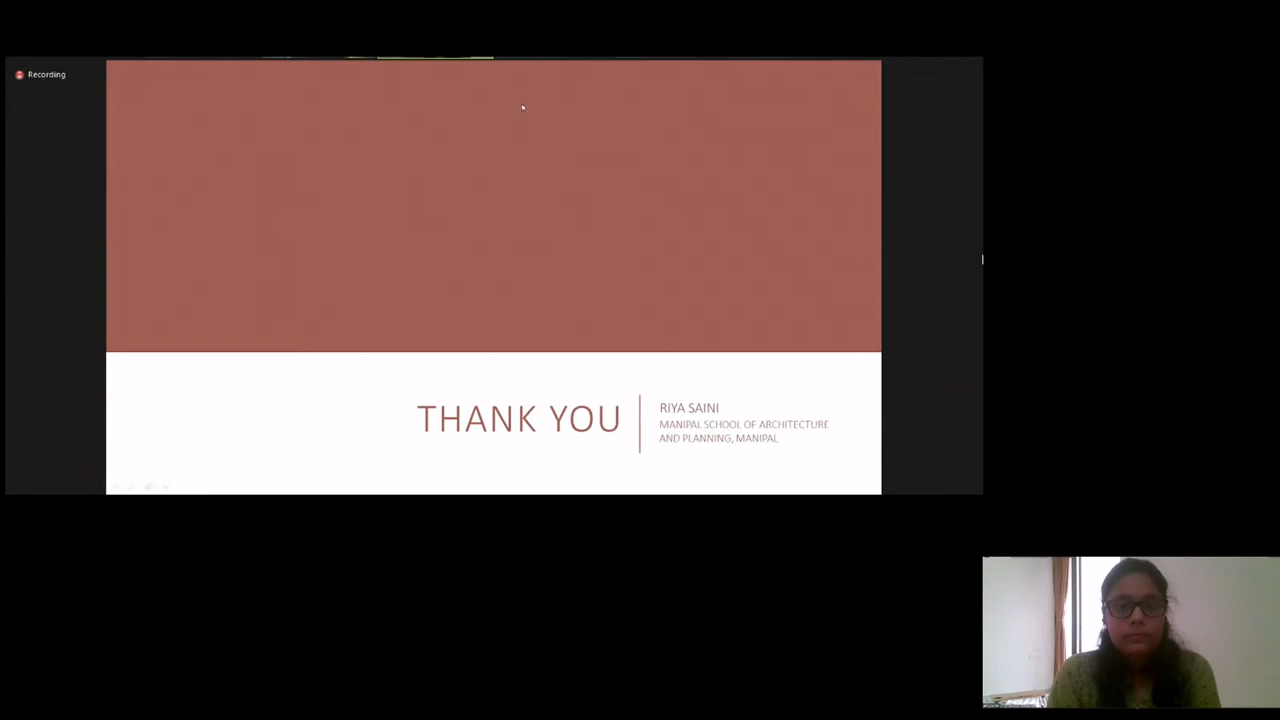 Recording
THANK YOU
RIYA SAINI
MANIPAL SCHOOL OF ARCHITECTURE
AND PLANNING, MANIPAL